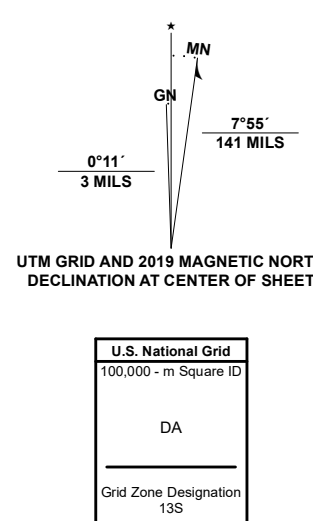 ★
MN
GN
7°55´
141 MILS
0°11´
3 MILS
UTM GRID AND 2019 MAGNETIC NORT
DECLINATION AT CENTER OF SHEET
U.S. National Grid
100,000 - m Square ID
DA
Grid Zone Designation
13S